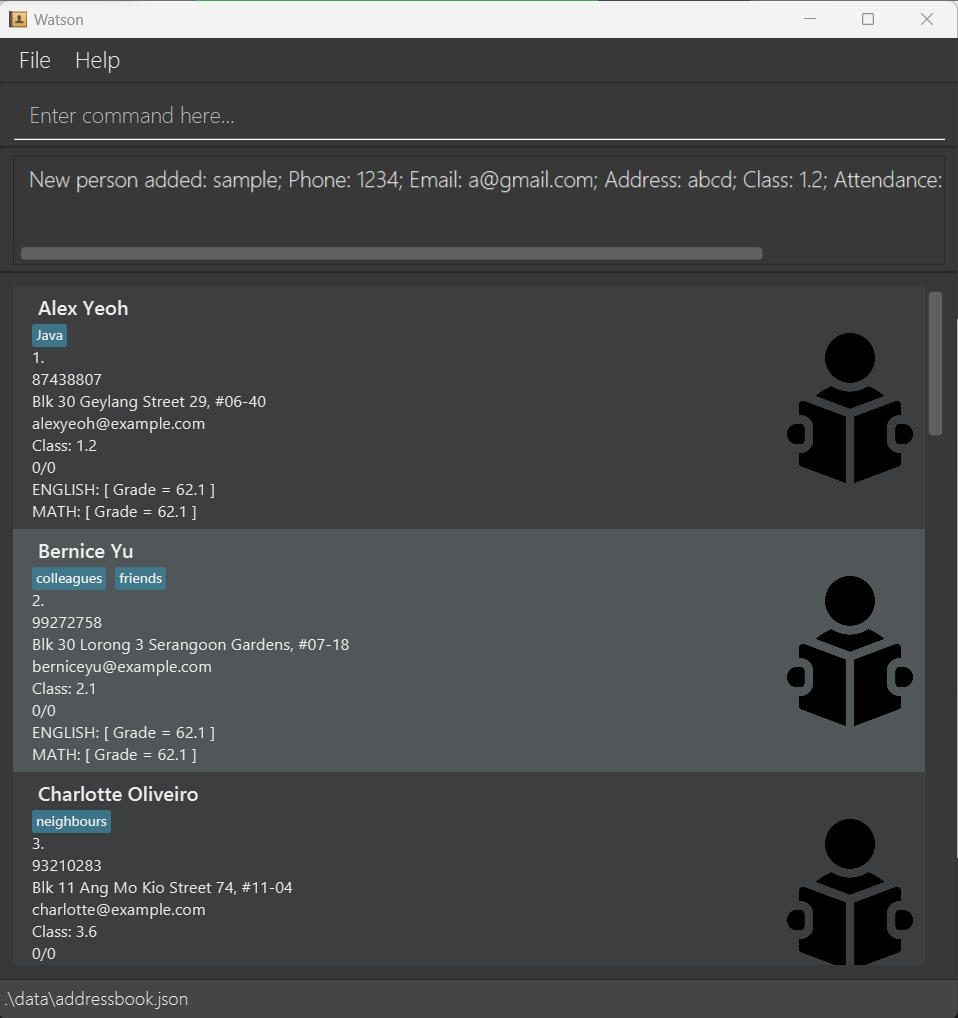 Watson
File Help
Enter command here...
New person added: sample; Phone: 1234; Email: a@gmail.com; Address: abcd; Class: 1.2; Attendance:
Alex Yeoh
Java
1.
87438807
Blk 30 Geylang Street 29, #06-40
alexyeoh@example.com
Class: 1.2
0/0
ENGLISH: [ Grade = 62.1 ]
MATH: [ Grade = 62.1 ]
Bernice Yu
colleagues friends
2.
99272758
Blk 30 Lorong 3 Serangoon Gardens, #07-18
berniceyu@example.com
Class: 2.1
0/0
ENGLISH: [ Grade = 62.1 ]
MATH: [ Grade = 62.1 ]
Charlotte Oliveiro
neighbours
3.
93210283
Blk 11 Ang Mo Kio Street 74, #11-04
charlotte@example.com
Class: 3.6
0/0
.\data\addressbook.json